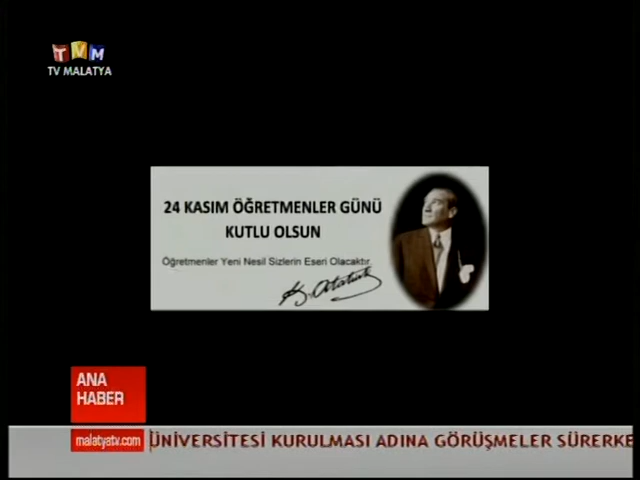 TVM
TV MALATYA
24 KASIM ÖĞRETMENLER GÜNÜ
KUTLU OLSUN
Öğretmenler Yeni Nesil Sizlerin Eseri Olacaktır.
K. Atatürk
ANA
HABER
malatyatv.com
ÜNİVERSİTESİ KURULMASI ADINA GÖRÜŞMELER SÜRERKE